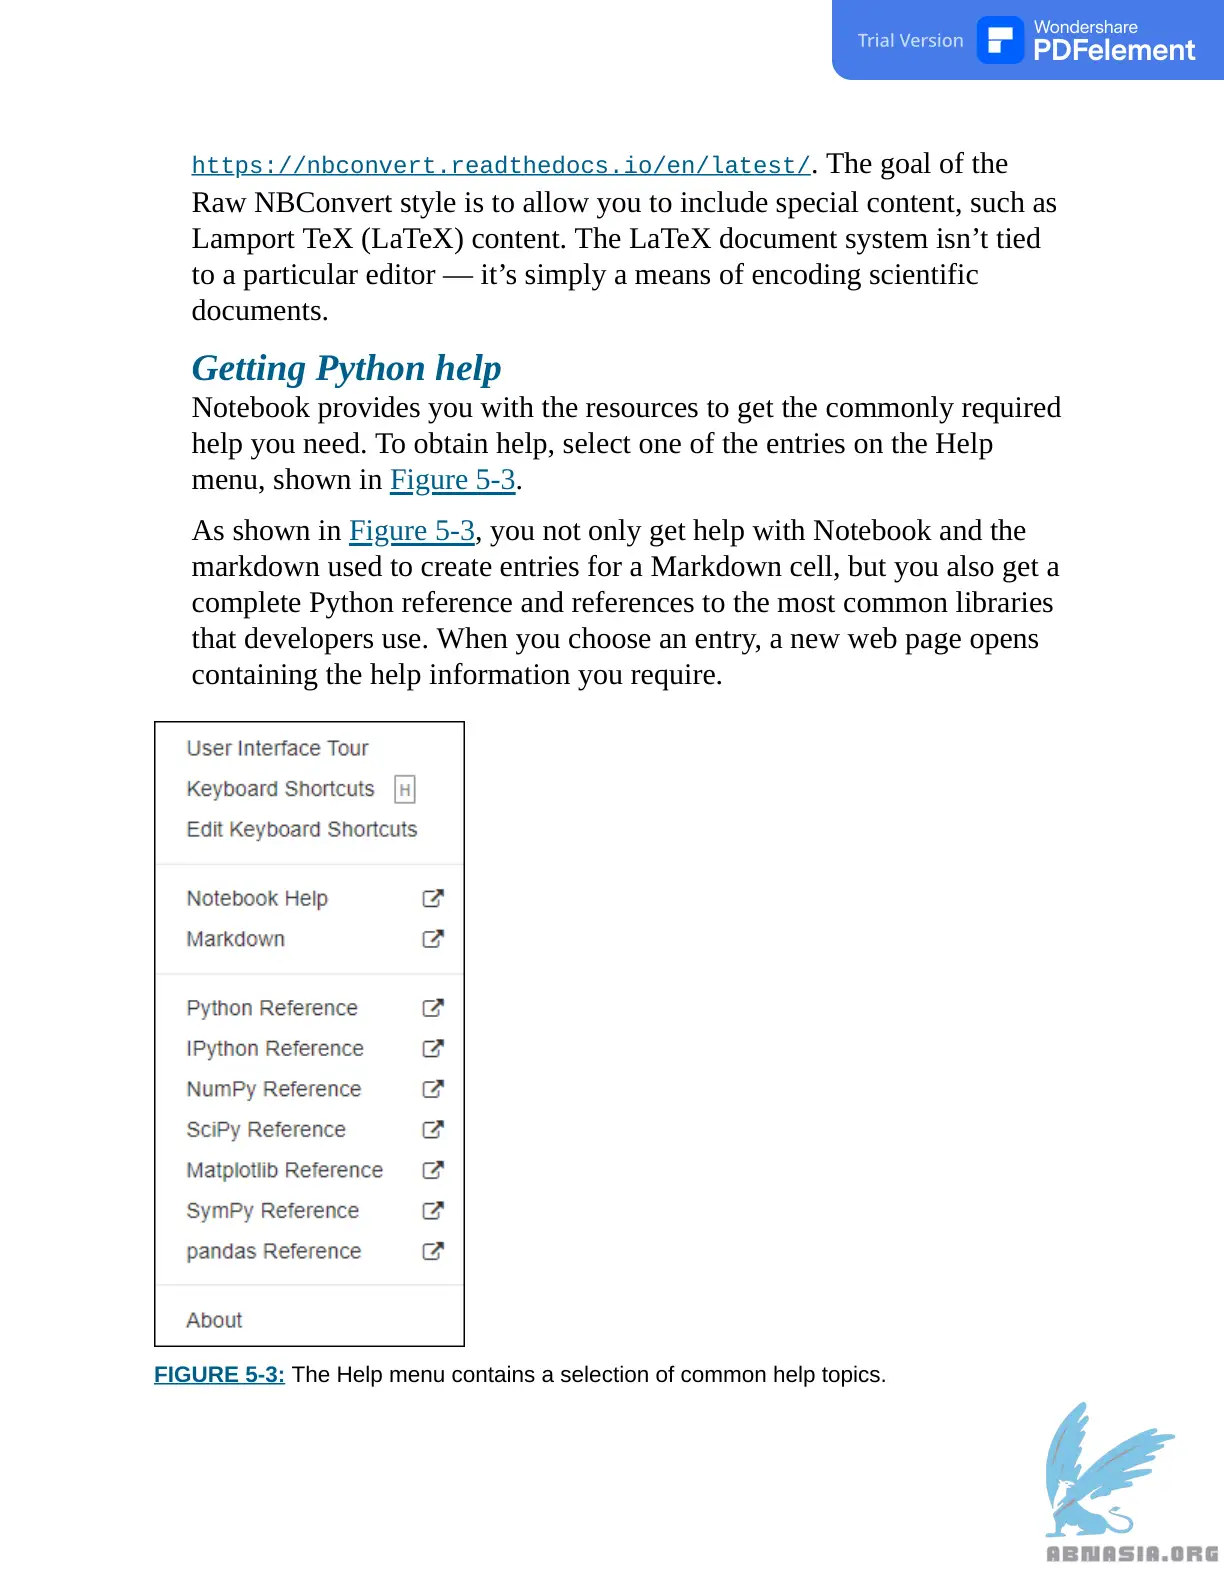 Trial Version
Wondershare
PDFelement
https://nbconvert.readthedocs.io/en/latest/. The goal of the
Raw NBConvert style is to allow you to include special content, such as
Lamport TeX (LaTeX) content. The LaTeX document system isn’t tied
to a particular editor — it’s simply a means of encoding scientific
documents.
Getting Python help
Notebook provides you with the resources to get the commonly required
help you need. To obtain help, select one of the entries on the Help
menu, shown in Figure 5-3.
As shown in Figure 5-3, you not only get help with Notebook and the
markdown used to create entries for a Markdown cell, but you also get a
complete Python reference and references to the most common libraries
that developers use. When you choose an entry, a new web page opens
containing the help information you require.
User Interface Tour
Keyboard Shortcuts H
Edit Keyboard Shortcuts
Notebook Help
Markdown
Python Reference
IPython Reference
NumPy Reference
SciPy Reference
Matplotlib Reference
SymPy Reference
pandas Reference
About
FIGURE 5-3: The Help menu contains a selection of common help topics.
ABNASIA.ORG